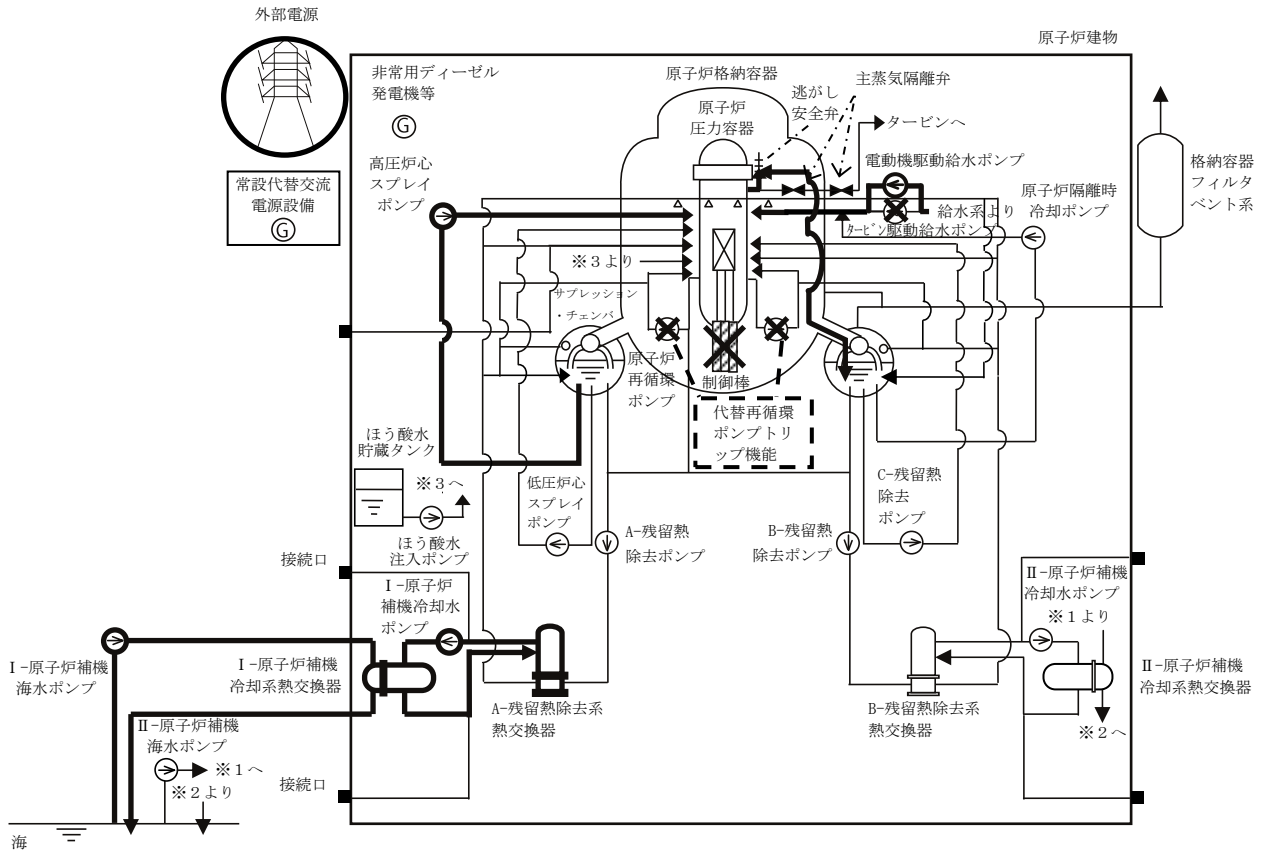 外部電源
原子炉建物
非常用ディーゼル
発電機等
G
原子炉格納容器
原子炉
圧力容器
逃がし
安全弁
主蒸気隔離弁
タービンへ
電動機駆動給水ポンプ
格納容器
フィルタ
ベント系
常設代替交流
電源設備
G
高圧炉心
スプレイ
ポンプ
原子炉隔離時
冷却ポンプ
給水系より
タービン駆動給水ポンプ
※3より
サプレッション
・チェンバ
原子炉
再循環
ポンプ
制御棒
代替再循環
ポンプトリ
ップ機能
ほう酸水
貯蔵タンク
※3へ
ほう酸水
注入ポンプ
低圧炉心
スプレイ
ポンプ
A-残留熱
除去ポンプ
B-残留熱
除去ポンプ
C-残留熱
除去
ポンプ
接続口
Ⅰ-原子炉
補機冷却水
ポンプ
Ⅱ-原子炉補機
冷却水ポンプ
※1より
Ⅰ-原子炉補機
海水ポンプ
Ⅰ-原子炉補機
冷却系熱交換器
A-残留熱除去系
熱交換器
B-残留熱除去系
熱交換器
Ⅱ-原子炉補機
冷却系熱交換器
※2へ
Ⅱ-原子炉補機
海水ポンプ
※1へ
※2より
接続口
海